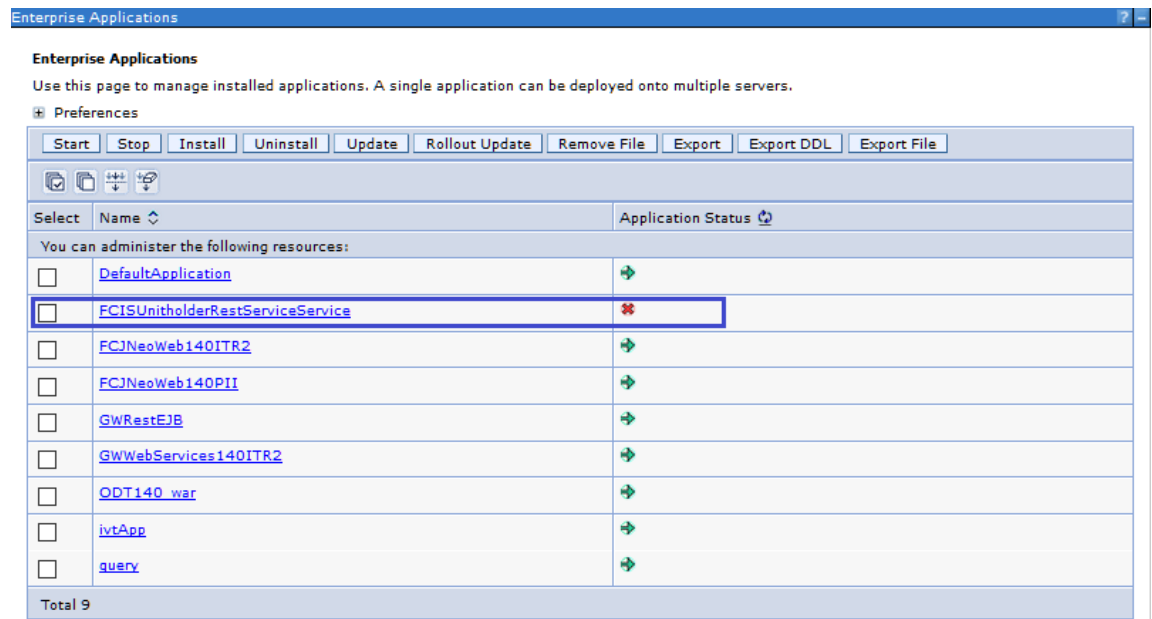 Enterprise Applications ? -
Enterprise Applications
Use this page to manage installed applications. A single application can be deployed onto multiple servers.
+ Preferences
Start Stop Install Uninstall Update Rollout Update Remove File Export Export DDL Export File
Select Name Application Status
You can administer the following resources:
DefaultApplication
FCISUnitholderRestServiceService
FCJNeoWeb140ITR2
FCJNeoWeb140PII
GWRestEJB
GWWebServices140ITR2
ODT140_war
ivtApp
query
Total 9